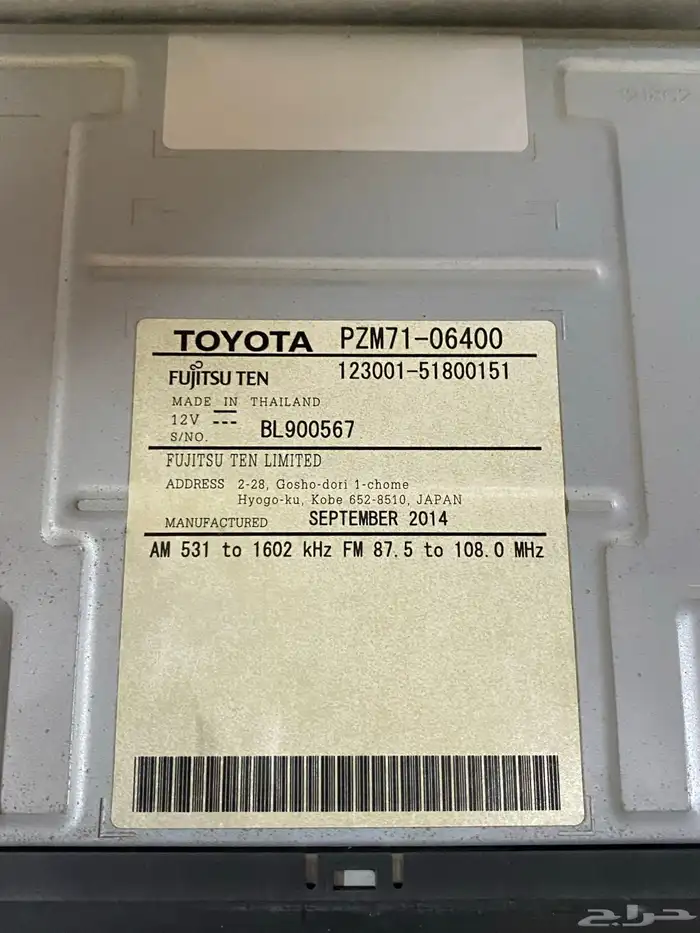 TOYOTA PZM71-06400
FUJITSU TEN 123001-51800151
MADE IN THAILAND
12V ---
S/NO. BL900567
FUJITSU TEN LIMITED
ADDRESS 2-28, Gosho-dori 1-chome
Hyogo-ku, Kobe 652-8510, JAPAN
MANUFACTURED SEPTEMBER 2014
AM 531 to 1602 kHz FM 87.5 to 108.0 MHz
حراج